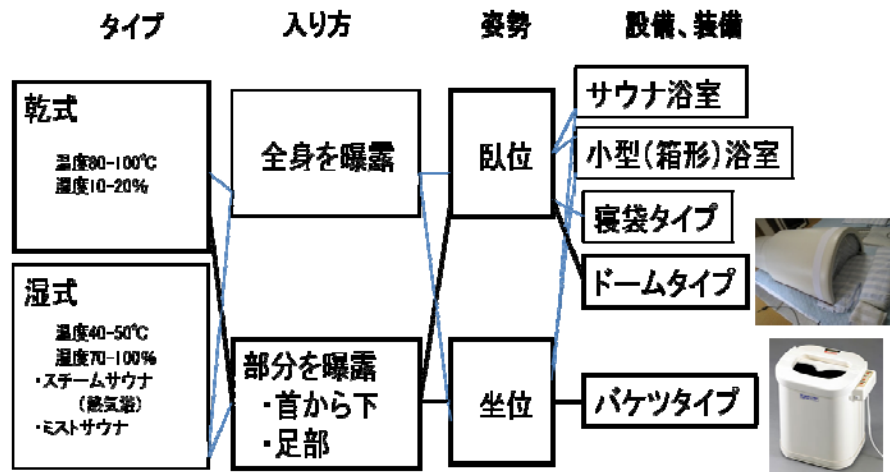 タイプ
入り方
姿勢
設備、装備
乾式
温度80-100℃
湿度10-20%
湿式
温度40-50℃
湿度70-100%
・スチームサウナ
(熱気浴)
・ミストサウナ
全身を曝露
部分を曝露
・首から下
・足部
臥位
坐位
サウナ浴室
小型(箱形)浴室
寝袋タイプ
ドームタイプ
バケツタイプ